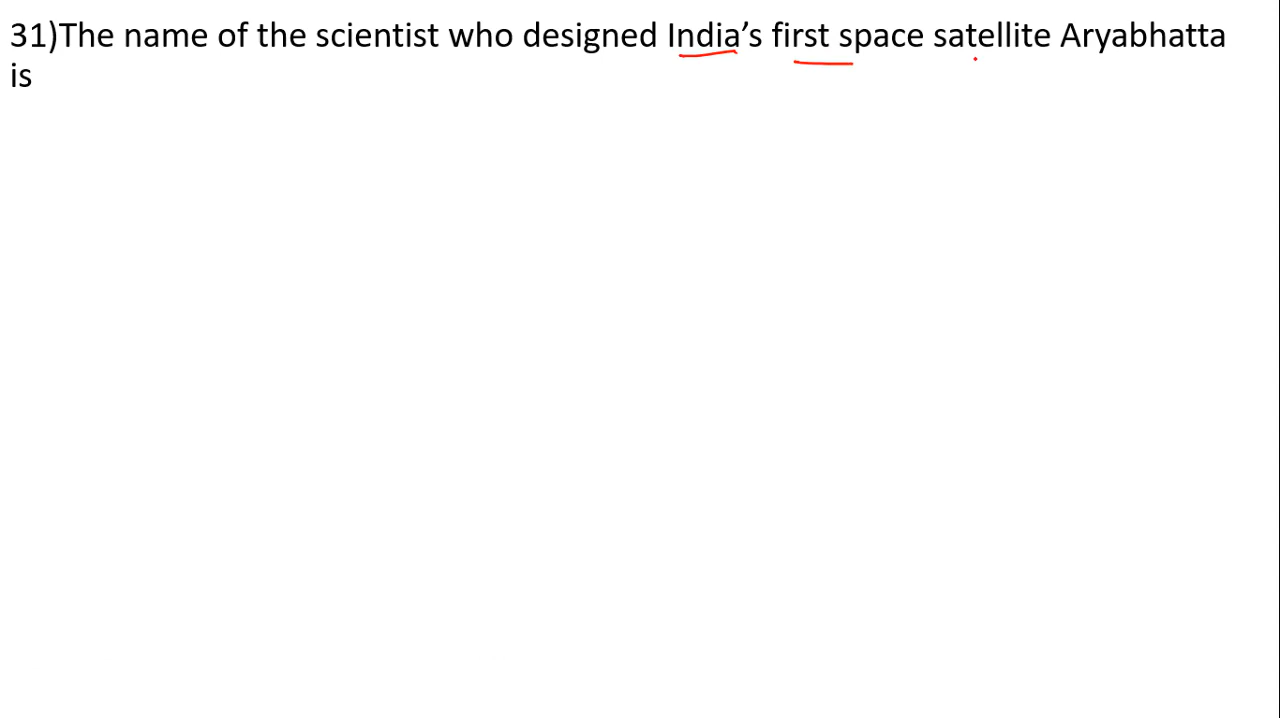 31)The name of the scientist who designed India’s first space satellite Aryabhatta
is